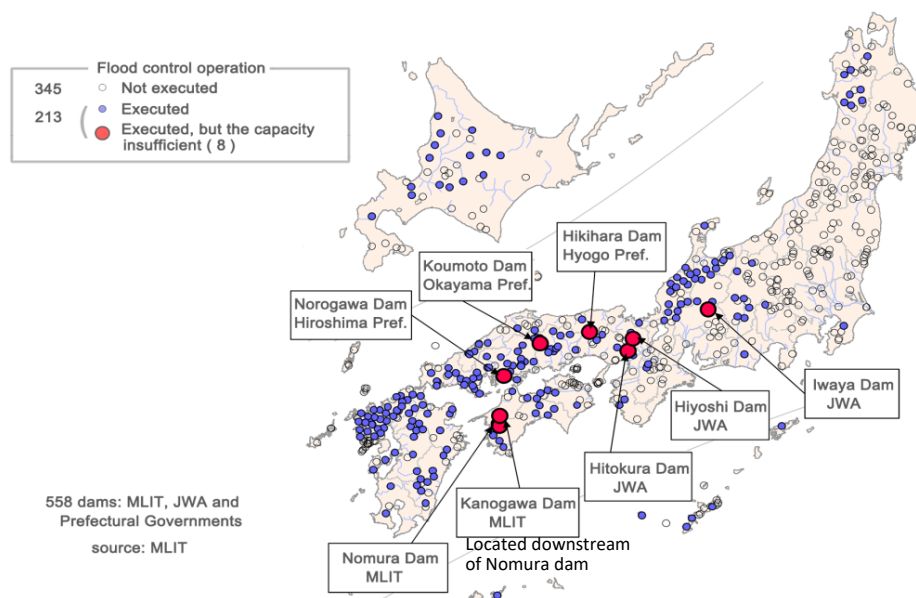 Flood control operation
345 Not executed
213 Executed
Executed, but the capacity
insufficient ( 8 )
Hikihara Dam
Hyogo Pref.
Koumoto Dam
Okayama Pref.
Norogawa Dam
Hiroshima Pref.
Iwaya Dam
JWA
Hiyoshi Dam
JWA
Hitokura Dam
JWA
Kanogawa Dam
MLIT
Located downstream
of Nomura dam
Nomura Dam
MLIT
558 dams: MLIT, JWA and
Prefectural Governments
source: MLIT